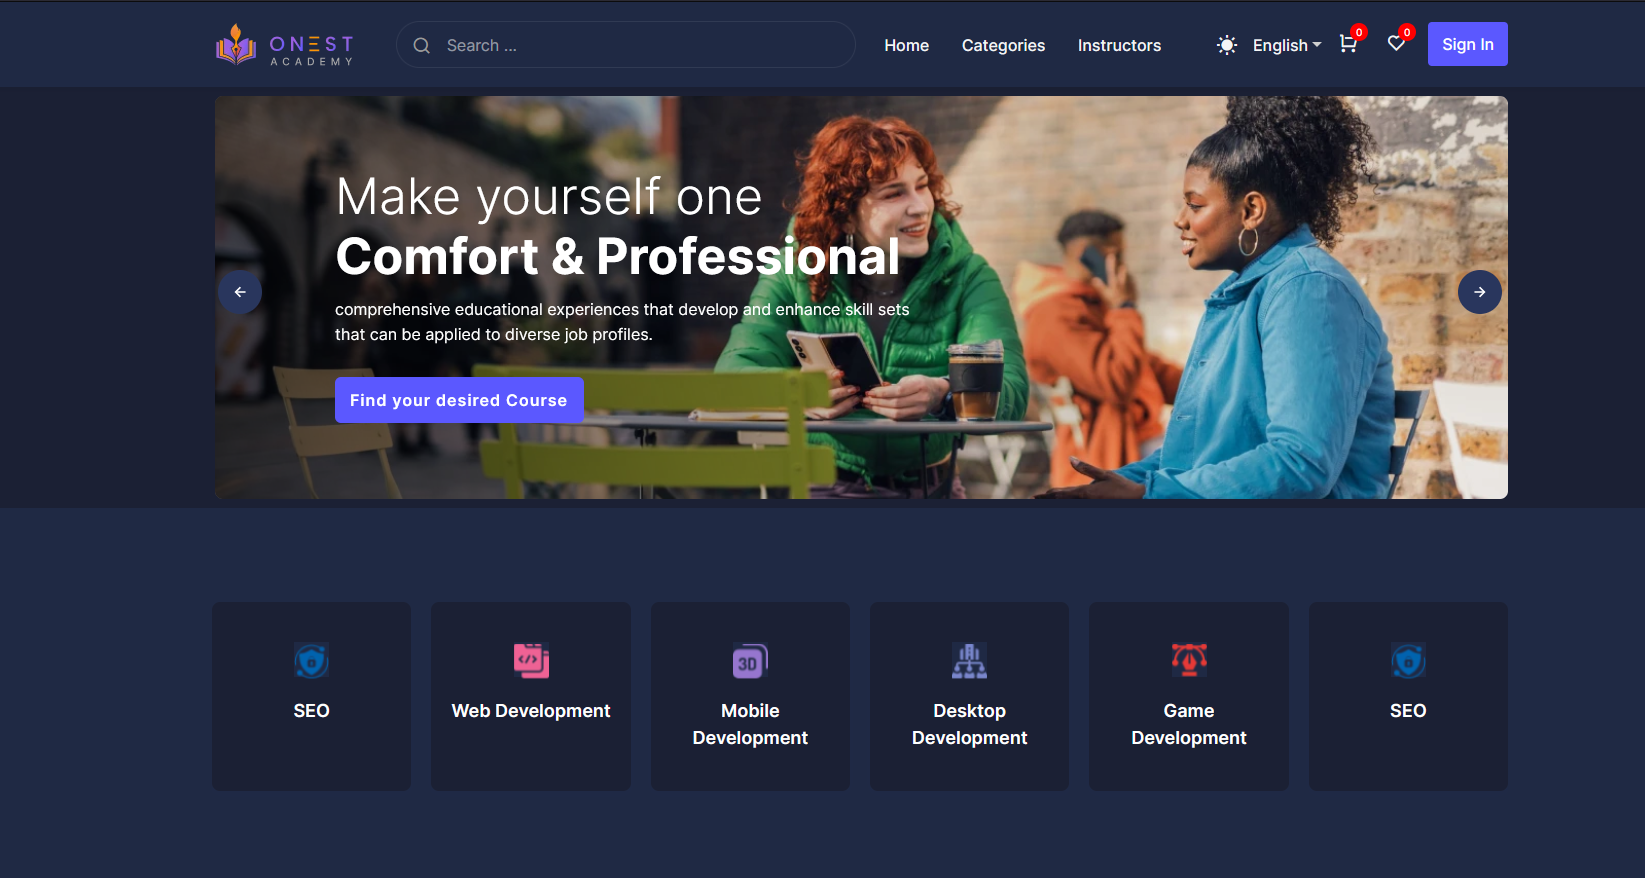 ONEST
ACADEMY
Search ...
Home
Categories
Instructors
English
0
0
Sign In
Make yourself one
Comfort & Professional
comprehensive educational experiences that develop and enhance skill sets
that can be applied to diverse job profiles.
Find your desired Course
SEO
Web Development
3D
Mobile
Development
Desktop
Development
Game
Development
SEO